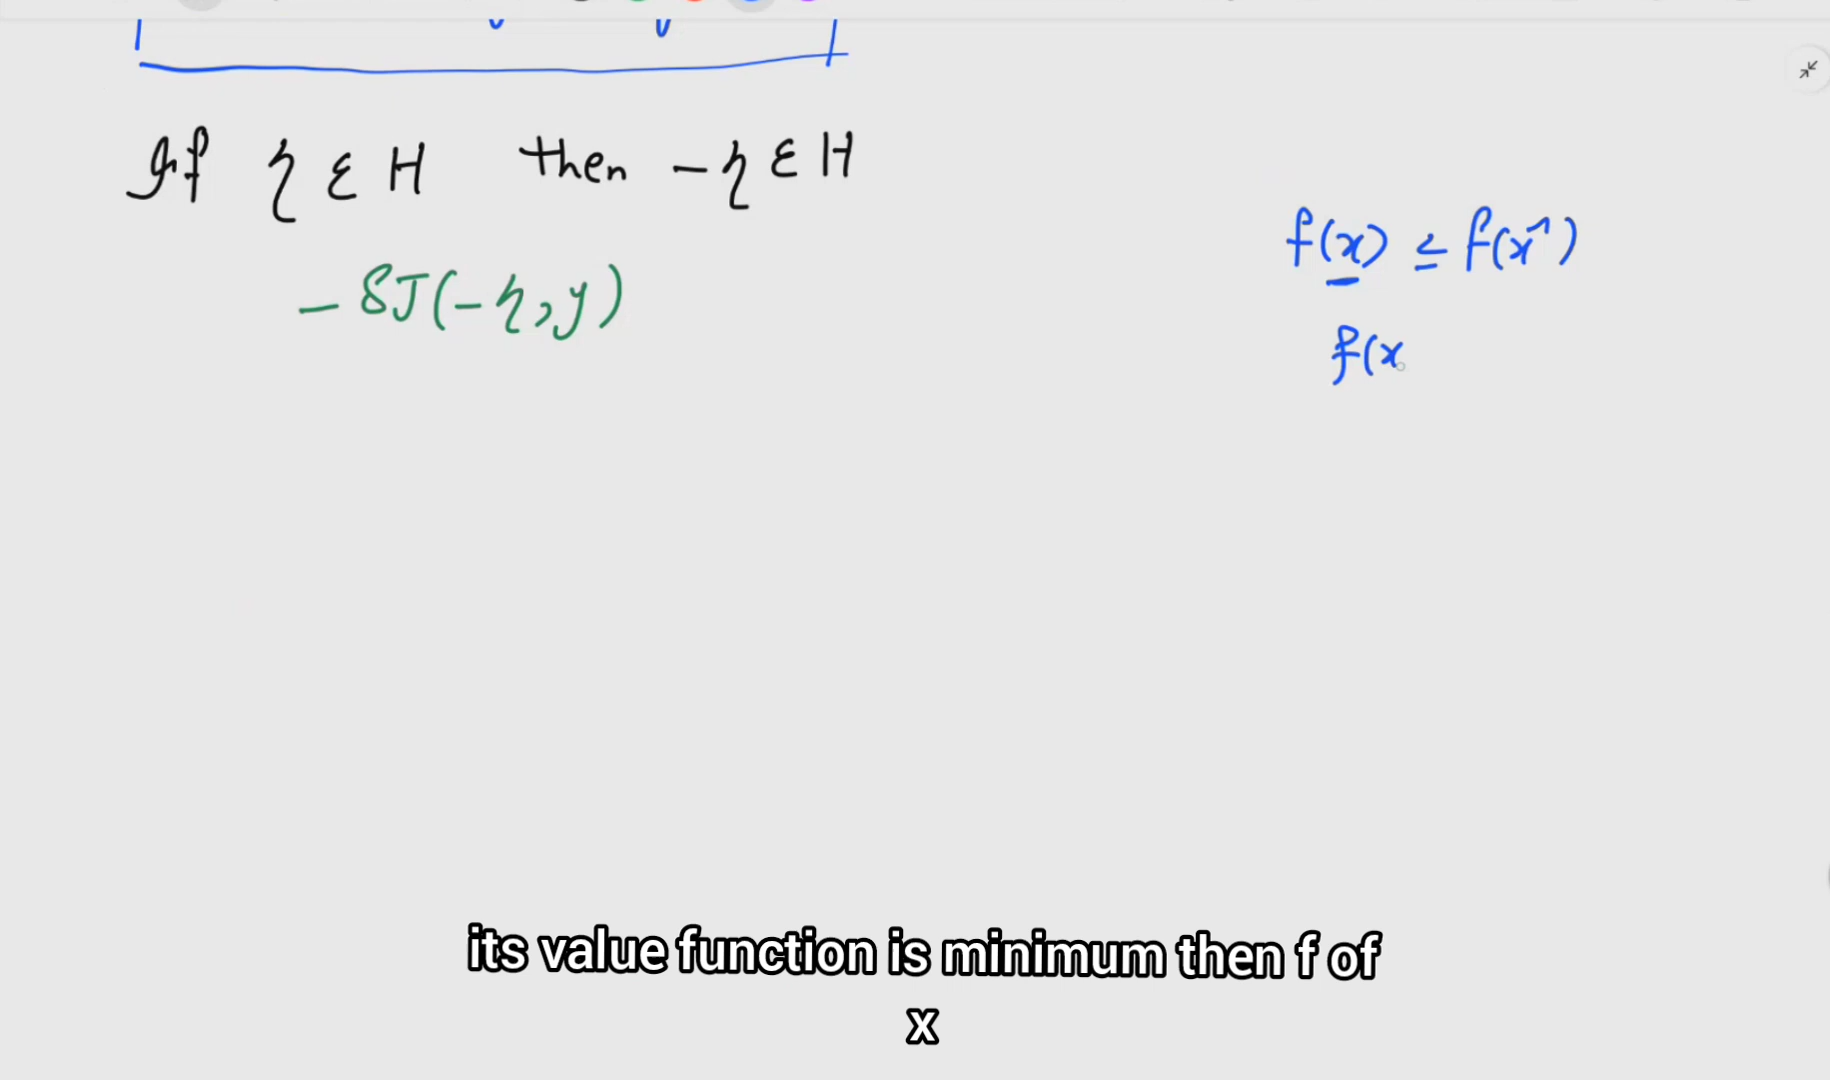 If η ε H then -η ε H
f(x) ≤ f(x^)
- δJ(-η, y)
f(x
its value function is minimum then f of
x